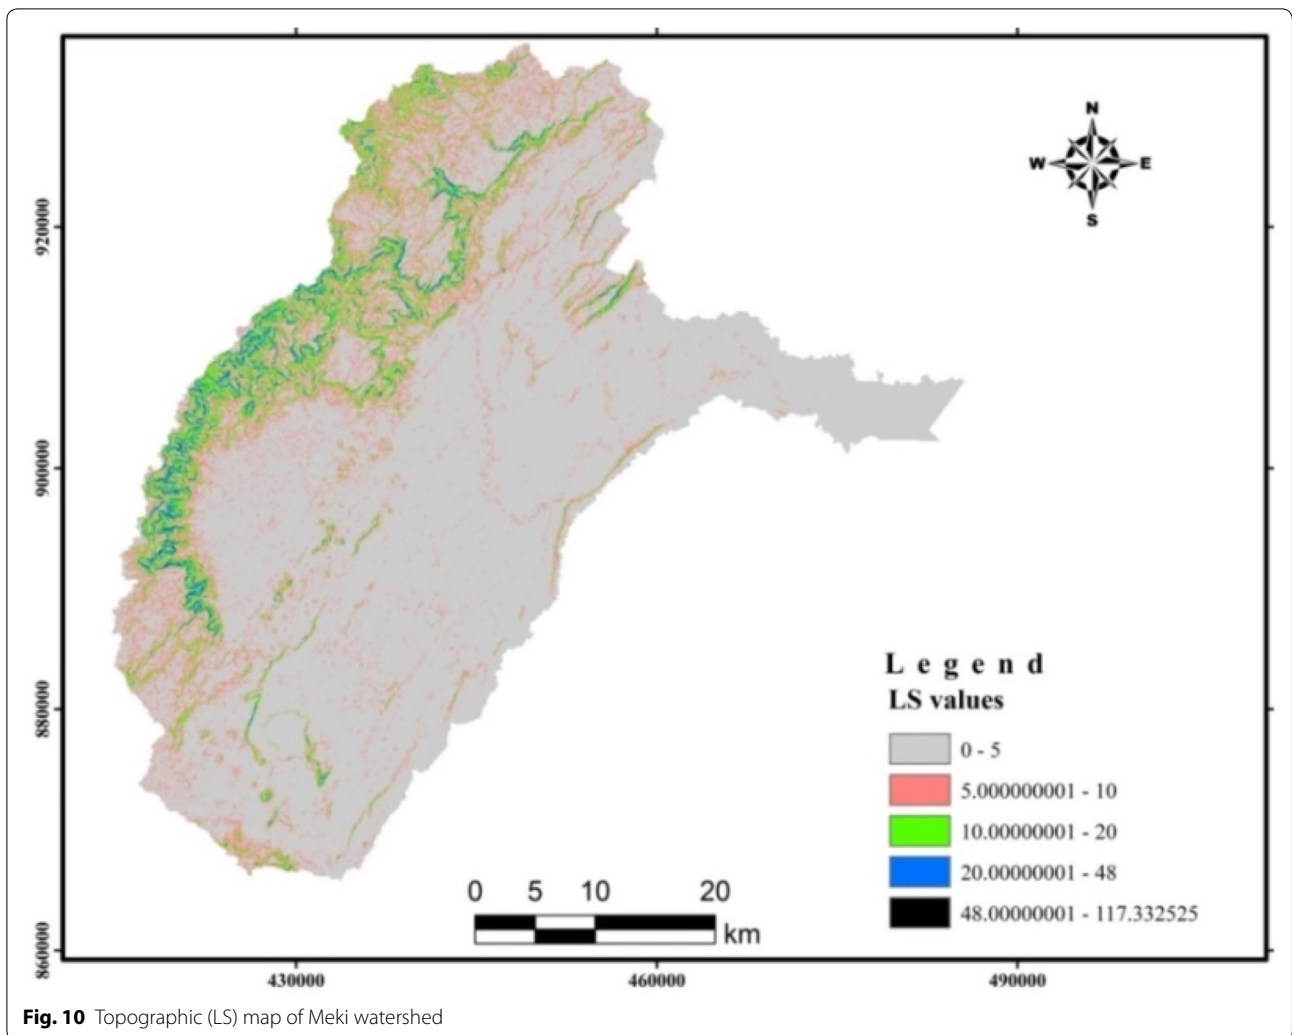 N
W E
S
920000
900000
880000
860000
L e g e n d
LS values
0 - 5
5.000000001 - 10
10.00000001 - 20
20.00000001 - 48
48.00000001 - 117.332525
0 5 10 20
km
430000 460000 490000
Fig. 10 Topographic (LS) map of Meki watershed